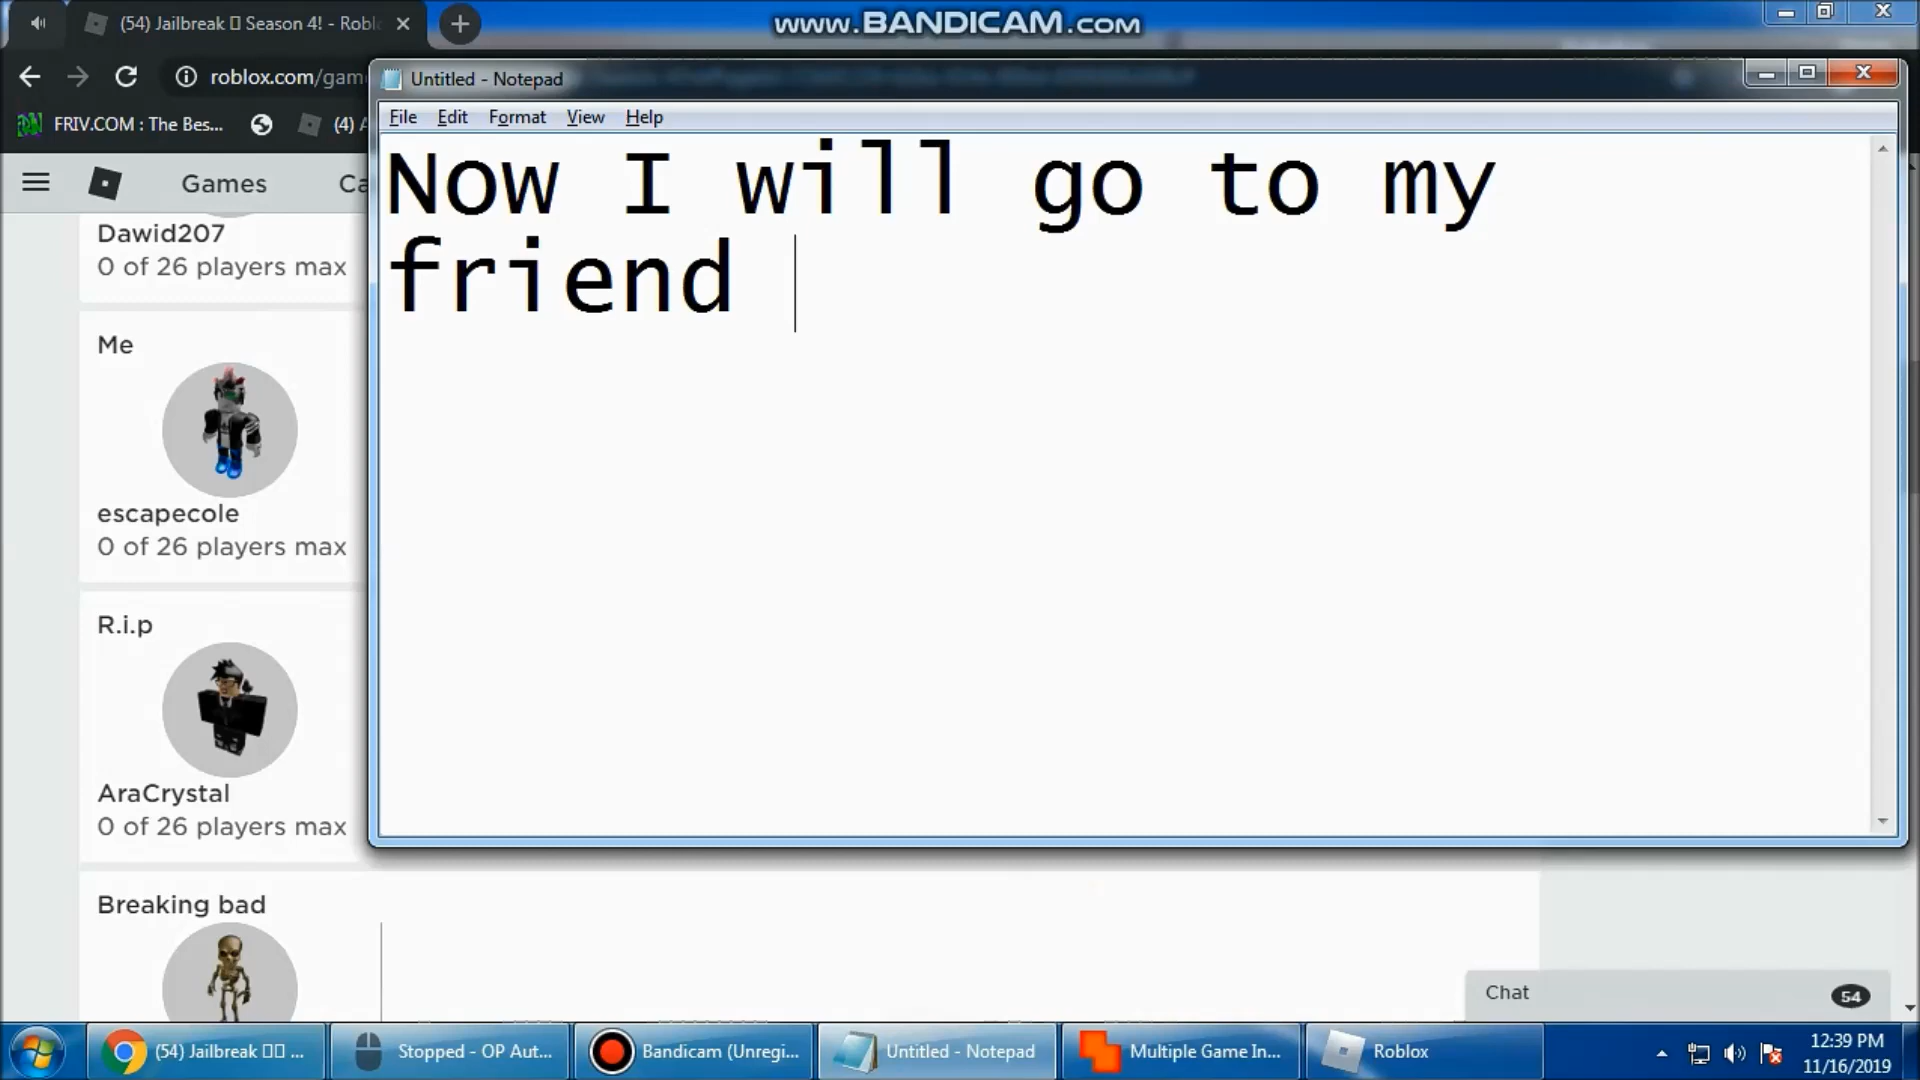 (54) Jailbreak Season 4! - Robl
www.BANDICAM.com
roblox.com/gam
Untitled - Notepad
FRIV.COM : The Bes...
(4)
File Edit Format View Help
Games
Now I will go to my
friend
Dawid207
0 of 26 players max
Me
escapecole
0 of 26 players max
R.i.p
AraCrystal
0 of 26 players max
Breaking bad
Chat
54
(54) Jailbreak ...
Stopped - OP Aut...
Bandicam (Unregi...
Untitled - Notepad
Multiple Game In...
Roblox
12:39 PM
11/16/2019